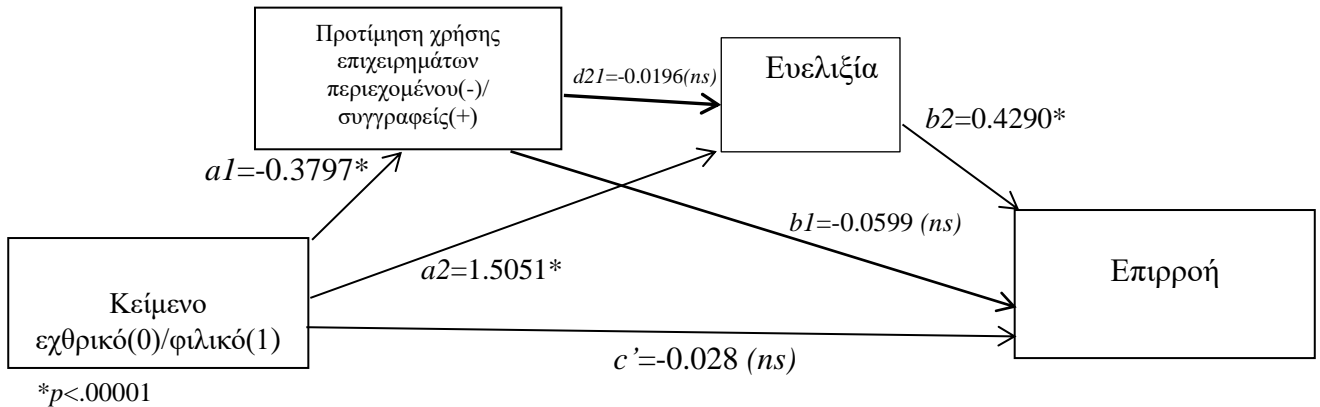 Προτίμηση χρήσης
επιχειρημάτων
περιεχομένου(-)/
συγγραφείς(+)
d21=-0.0196(ns)
Ευελιξία
b2=0.4290*
a1=-0.3797*
b1=-0.0599 (ns)
a2=1.5051*
Κείμενο
εχθρικό(0)/φιλικό(1)
Επιρροή
c’=-0.028 (ns)
*p<.00001